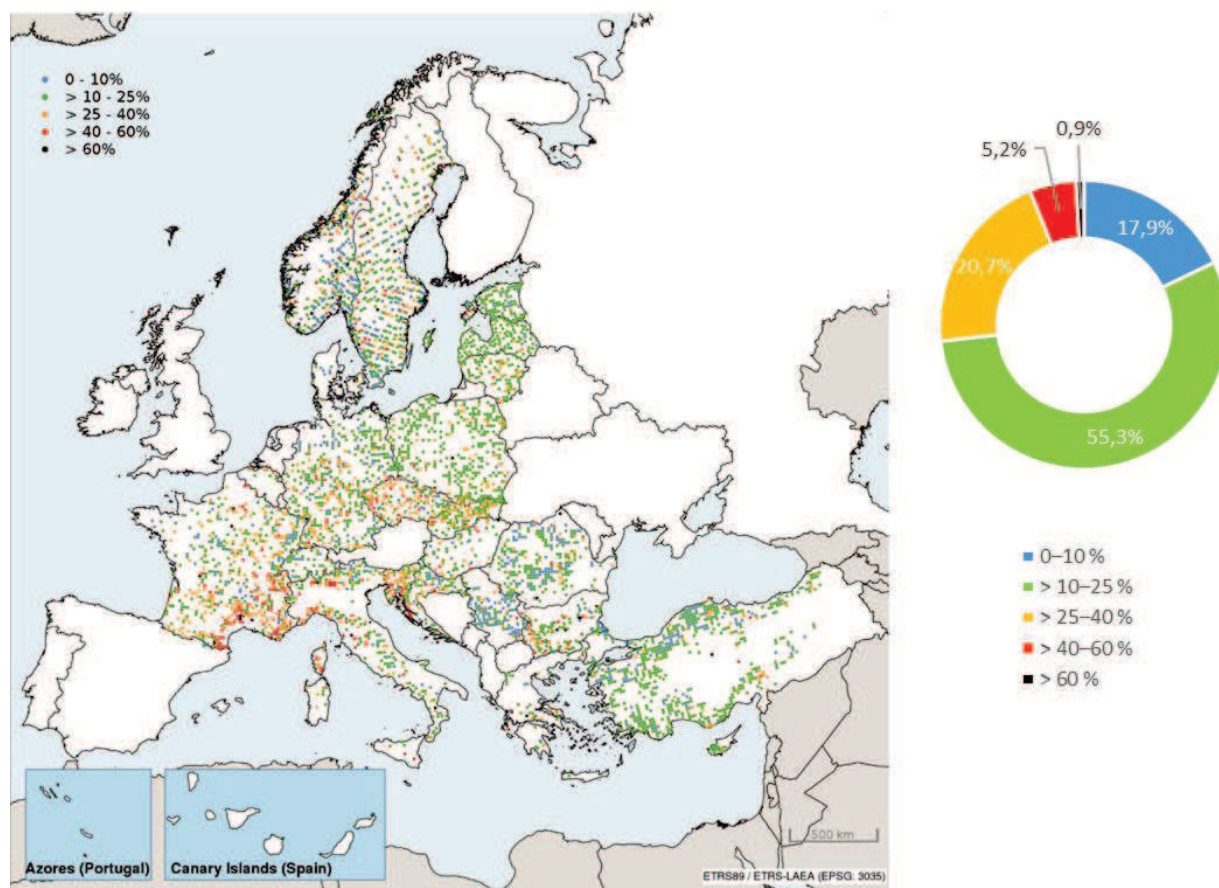 0 - 10%
> 10 - 25%
> 25 - 40%
> 40 - 60%
> 60%
0,9%
5,2%
17,9%
20,7%
55,3%
0–10 %
> 10–25 %
> 25–40 %
> 40–60 %
> 60 %
500 km
Azores (Portugal)
Canary Islands (Spain)
ETRS89 / ETRS-LAEA (EPSG: 3035)